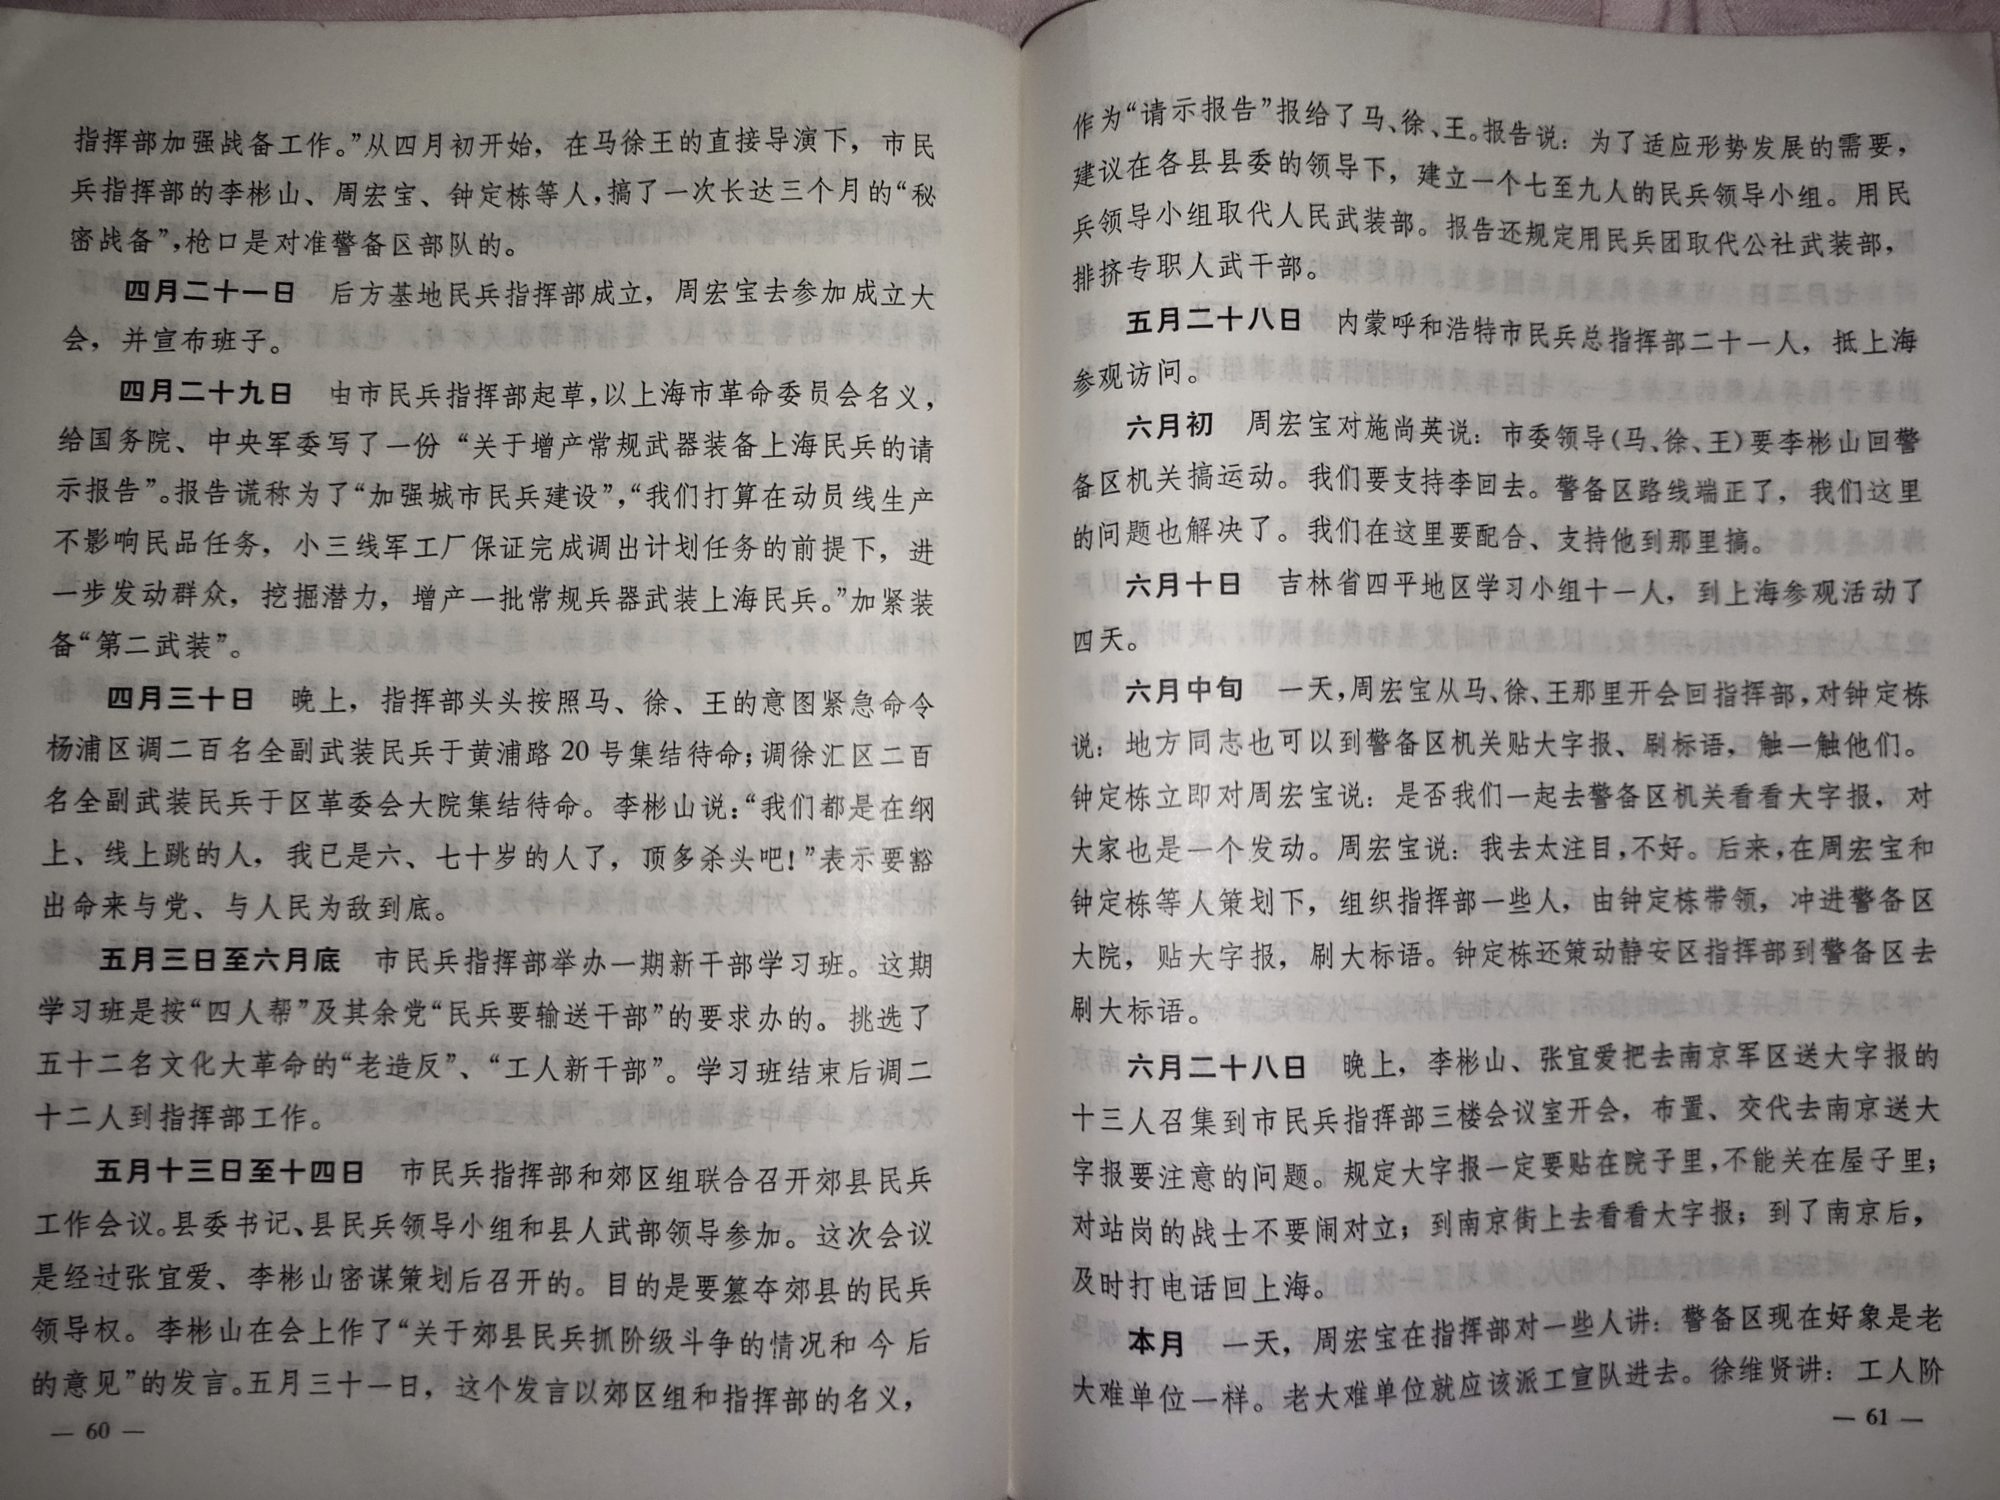 指挥部加强战备工作。”从四月初开始，在马徐王的直接导演下，市民
兵指挥部的李彬山、周宏宝、钟定栋等人，搞了一次长达三个月的“秘
密战备”，枪口是对准警备区部队的。
四月二十一日　后方基地民兵指挥部成立，周宏宝去参加成立大
会，并宣布班子。
四月二十九日　由市民兵指挥部起草，以上海市革命委员会名义，
给国务院、中央军委写了一份“关于增产常规武器装备上海民兵的请
示报告”。报告谎称为了“加强城市民兵建设”，“我们打算在动员线生产
不影响民品任务，小三线军工厂保证完成调出计划任务的前提下，进
一步发动群众，挖掘潜力，增产一批常规兵器武装上海民兵。”加紧装
备“第二武装”。
四月三十日　晚上，指挥部头头按照马、徐、王的意图紧急命令
杨浦区调二百名全副武装民兵于黄浦路20号集结待命；调徐汇区二百
名全副武装民兵于区革委会大院集结待命。李彬山说：“我们都是在纲
上、线上跳的人，我已是六、七十岁的人了，顶多杀头吧！”表示要豁
出命来与党、与人民为敌到底。
五月三日至六月底　市民兵指挥部举办一期新干部学习班。这期
学习班是按“四人帮”及其余党“民兵要输送干部”的要求办的。挑选了
五十二名文化大革命的“老造反”、“工人新干部”。学习班结束后调二
十二人到指挥部工作。
五月十三日至十四日　市民兵指挥部和郊区组联合召开郊县民兵
工作会议。县委书记、县民兵领导小组和县人武部领导参加。这次会议
是经过张宜爱、李彬山密谋策划后召开的。目的是要篡夺郊县的民兵
领导权。李彬山在会上作了“关于郊县民兵抓阶级斗争的情况和今后
的意见”的发言。五月三十一日，这个发言以郊区组和指挥部的名义，
— 60 —
作为“请示报告”报给了马、徐、王。报告说：为了适应形势发展的需要，
建议在各县县委的领导下，建立一个七至九人的民兵领导小组。用民
兵领导小组取代人民武装部。报告还规定用民兵团取代公社武装部，
排挤专职人武干部。
五月二十八日　内蒙呼和浩特市民兵总指挥部二十一人，抵上海
参观访问。
六月初　周宏宝对施尚英说：市委领导（马、徐、王）要李彬山回警
备区机关搞运动。我们要支持李回去。警备区路线端正了，我们这里
的问题也解决了。我们在这里要配合、支持他到那里搞。
六月十日　吉林省四平地区学习小组十一人，到上海参观活动了
四天。
六月中旬　一天，周宏宝从马、徐、王那里开会回指挥部，对钟定栋
说：地方同志也可以到警备区机关贴大字报、刷标语，触一触他们。
钟定栋立即对周宏宝说：是否我们一起去警备区机关看看大字报，对
大家也是一个发动。周宏宝说：我去太注目，不好。后来，在周宏宝和
钟定栋等人策划下，组织指挥部一些人，由钟定栋带领，冲进警备区
大院，贴大字报，刷大标语。钟定栋还策动静安区指挥部到警备区去
刷大标语。
六月二十八日　晚上，李彬山、张宜爱把去南京军区送大字报的
十三人召集到市民兵指挥部三楼会议室开会，布置、交代去南京送大
字报要注意的问题。规定大字报一定要贴在院子里，不能关在屋子里；
对站岗的战士不要闹对立；到南京街上去看看大字报；到了南京后，
及时打电话回上海。
本月　一天，周宏宝在指挥部对一些人讲：警备区现在好象是老
大难单位一样。老大难单位就应该派工宣队进去。徐维贤讲：工人阶
— 61 —